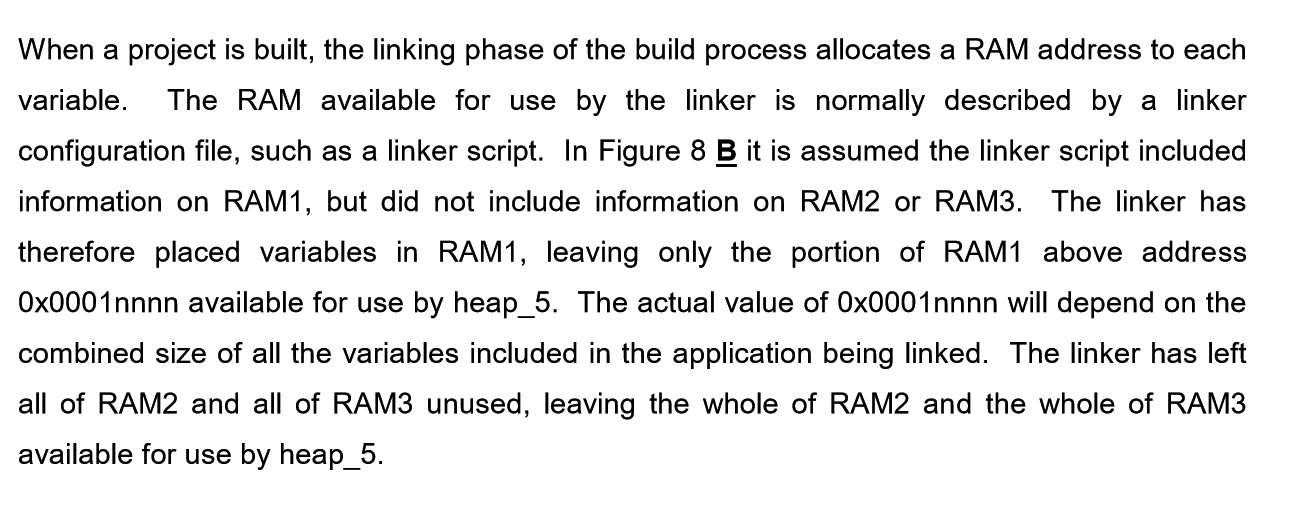 When a project is built, the linking phase of the build process allocates a RAM address to each
variable.  The RAM available for use by the linker is normally described by a linker
configuration file, such as a linker script.  In Figure 8 B it is assumed the linker script included
information on RAM1, but did not include information on RAM2 or RAM3.  The linker has
therefore placed variables in RAM1, leaving only the portion of RAM1 above address
0x0001nnnn available for use by heap_5.  The actual value of 0x0001nnnn will depend on the
combined size of all the variables included in the application being linked.  The linker has left
all of RAM2 and all of RAM3 unused, leaving the whole of RAM2 and the whole of RAM3
available for use by heap_5.